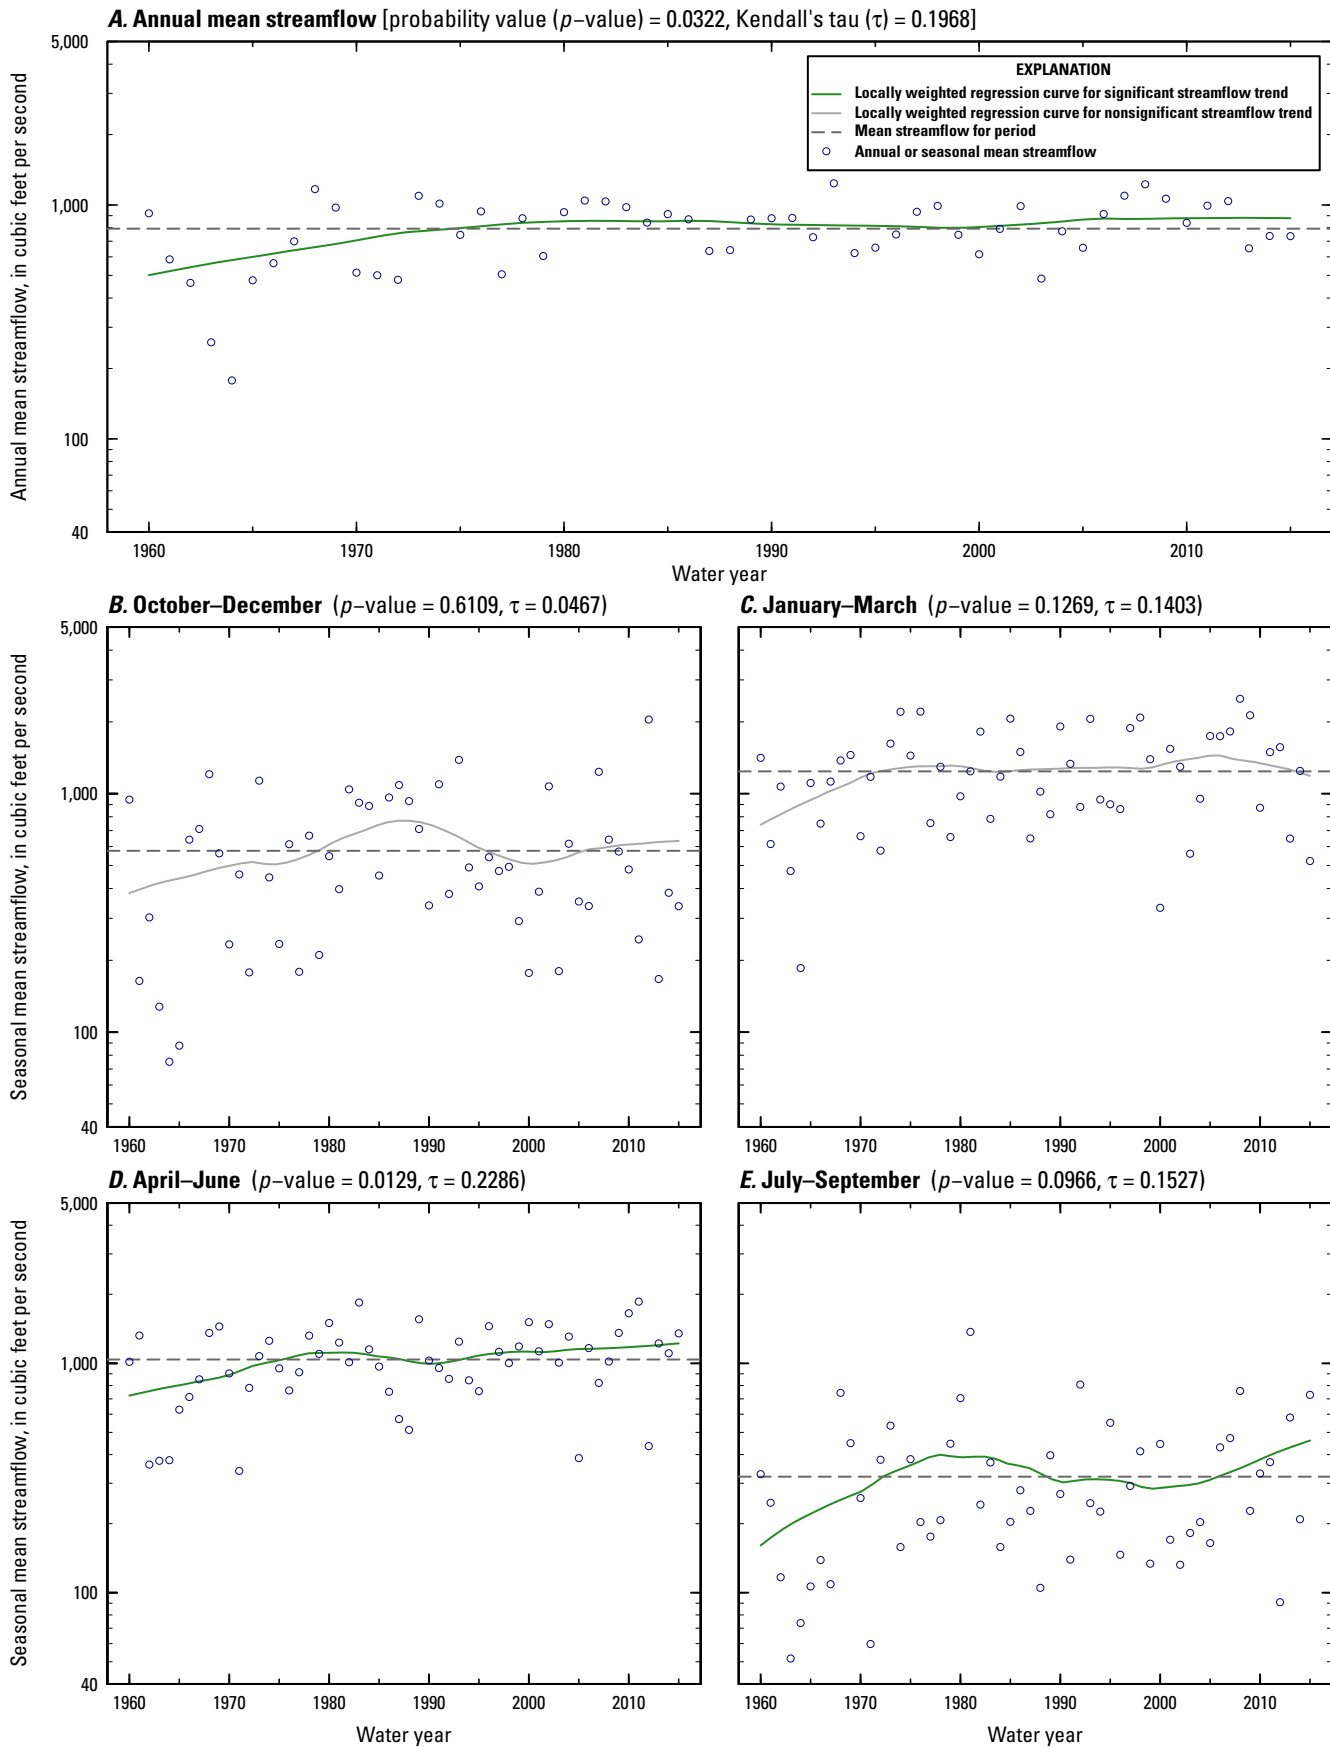 A. Annual mean streamflow [probability value (p–value) = 0.0322, Kendall's tau (τ) = 0.1968]
5,000
1,000
100
40
Annual mean streamflow, in cubic feet per second
EXPLANATION
Locally weighted regression curve for significant streamflow trend
Locally weighted regression curve for nonsignificant streamflow trend
Mean streamflow for period
Annual or seasonal mean streamflow
1960 1970 1980 1990 2000 2010
Water year
B. October–December (p–value = 0.6109, τ = 0.0467)
5,000
1,000
100
40
Seasonal mean streamflow, in cubic feet per second
1960 1970 1980 1990 2000 2010
C. January–March (p–value = 0.1269, τ = 0.1403)
1960 1970 1980 1990 2000 2010
D. April–June (p–value = 0.0129, τ = 0.2286)
5,000
1,000
100
40
Seasonal mean streamflow, in cubic feet per second
1960 1970 1980 1990 2000 2010
Water year
E. July–September (p–value = 0.0966, τ = 0.1527)
1960 1970 1980 1990 2000 2010
Water year